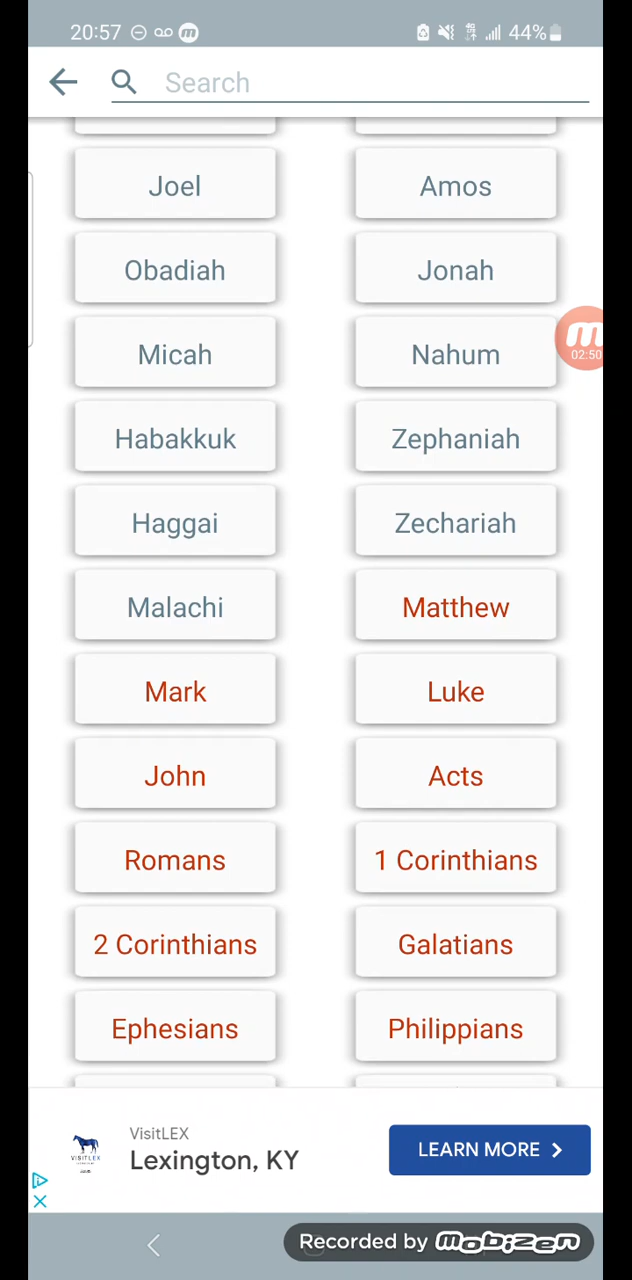 20:57
44%
Search
Joel
Amos
Obadiah
Jonah
Micah
Nahum
02:50
Habakkuk
Zephaniah
Haggai
Zechariah
Malachi
Matthew
Mark
Luke
John
Acts
Romans
1 Corinthians
2 Corinthians
Galatians
Ephesians
Philippians
VisitLEX
Lexington, KY
LEARN MORE
VISITLEX
Recorded by mobizen